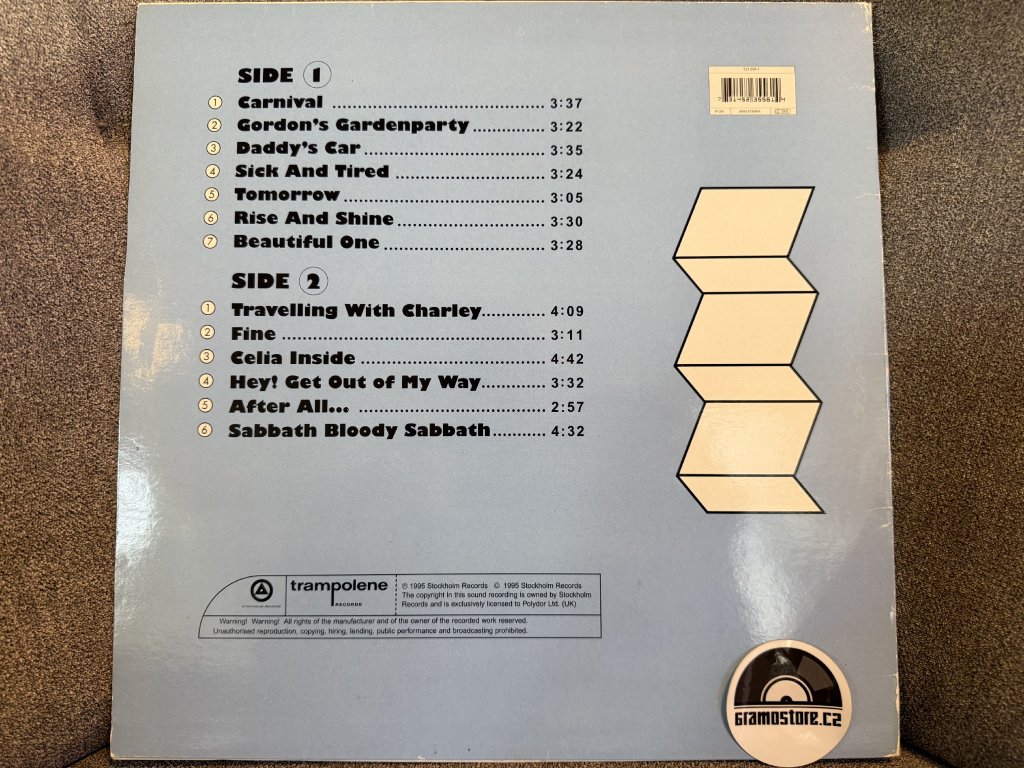 SIDE 1
1 Carnival ........ 3:37
2 Gordon's Gardenparty ........ 3:22
3 Daddy's Car ........ 3:35
4 Sick And Tired ........ 3:24
5 Tomorrow ........ 3:05
6 Rise And Shine ........ 3:30
7 Beautiful One ........ 3:28
SIDE 2
1 Travelling With Charley ........ 4:09
2 Fine ........ 3:11
3 Celia Inside ........ 4:42
4 Hey! Get Out of My Way ........ 3:32
5 After All... ........ 2:57
6 Sabbath Bloody Sabbath ........ 4:32
STOCKHOLM RECORDS
trampolene
RECORDS
℗ 1995 Stockholm Records © 1995 Stockholm Records
The copyright in this sound recording is owned by Stockholm
Records and is exclusively licensed to Polydor Ltd. (UK)
Warning! Warning! All rights of the manufacturer and of the owner of the recorded work reserved.
Unauthorised reproduction, copying, hiring, lending, public performance and broadcasting prohibited.
GRAMOSTORE.CZ